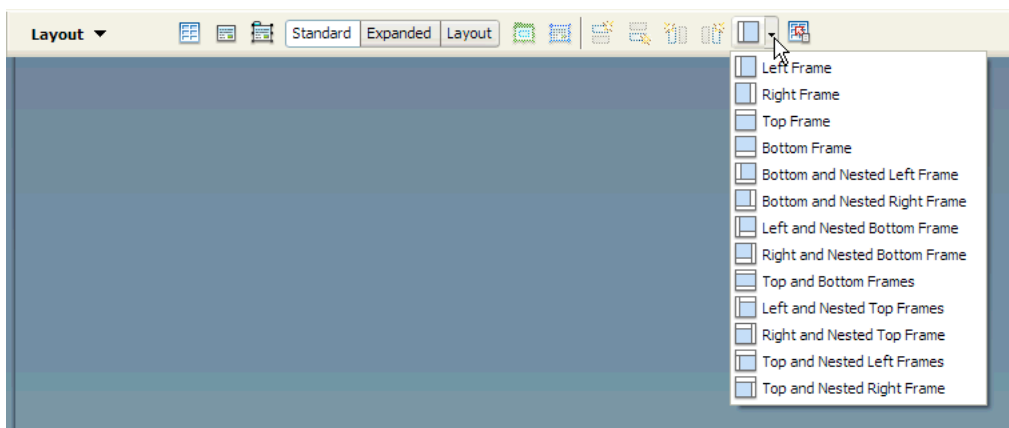 Layout
Standard Expanded Layout
Left Frame
Right Frame
Top Frame
Bottom Frame
Bottom and Nested Left Frame
Bottom and Nested Right Frame
Left and Nested Bottom Frame
Right and Nested Bottom Frame
Top and Bottom Frames
Left and Nested Top Frames
Right and Nested Top Frame
Top and Nested Left Frames
Top and Nested Right Frame